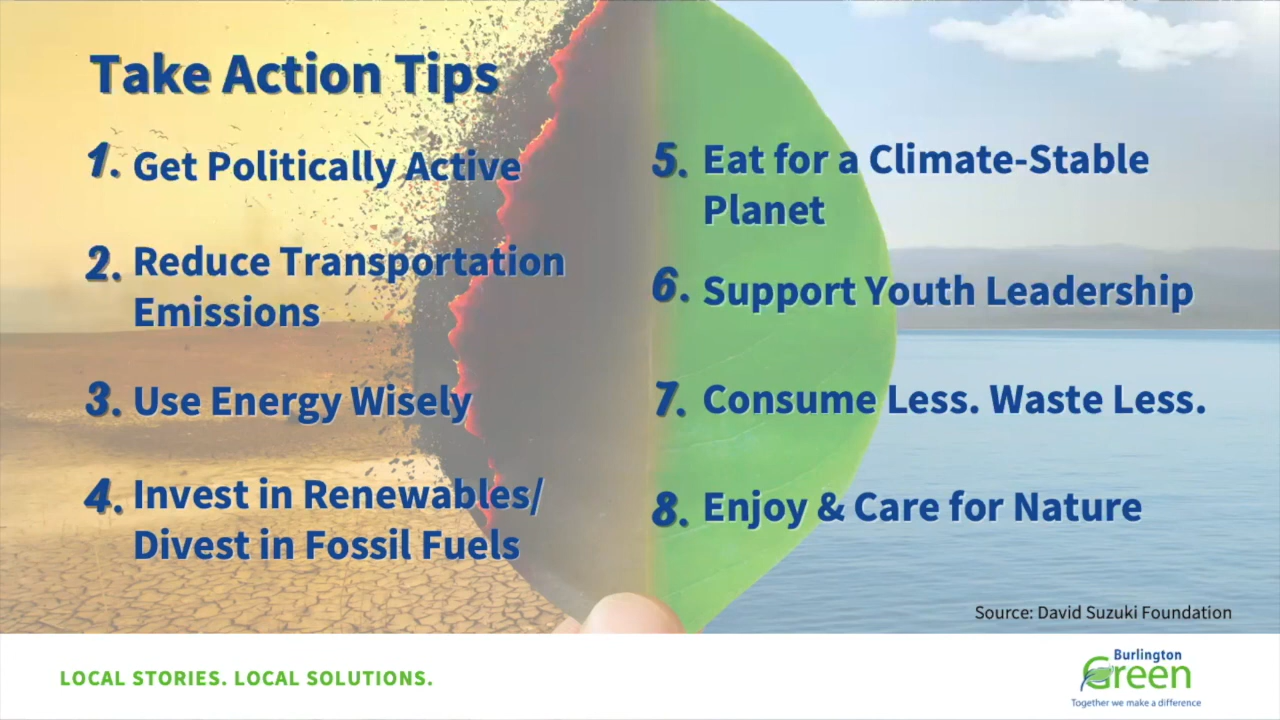 Take Action Tips
1. Get Politically Active
2. Reduce Transportation
Emissions
3. Use Energy Wisely
4. Invest in Renewables/
Divest in Fossil Fuels
5. Eat for a Climate-Stable
Planet
6. Support Youth Leadership
7. Consume Less. Waste Less.
8. Enjoy & Care for Nature
Source: David Suzuki Foundation
LOCAL STORIES. LOCAL SOLUTIONS.
Burlington
Green
Together we make a difference